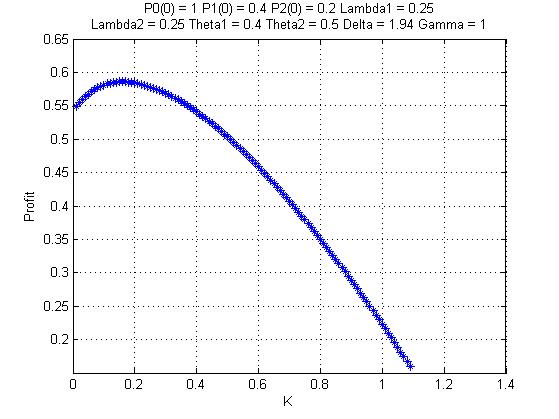 P0(0) = 1 P1(0) = 0.4 P2(0) = 0.2 Lambda1 = 0.25
Lambda2 = 0.25 Theta1 = 0.4 Theta2 = 0.5 Delta = 1.94 Gamma = 1
0.65
0.6
0.55
0.5
0.45
0.4
0.35
0.3
0.25
0.2
Profit
0 0.2 0.4 0.6 0.8 1 1.2 1.4
K